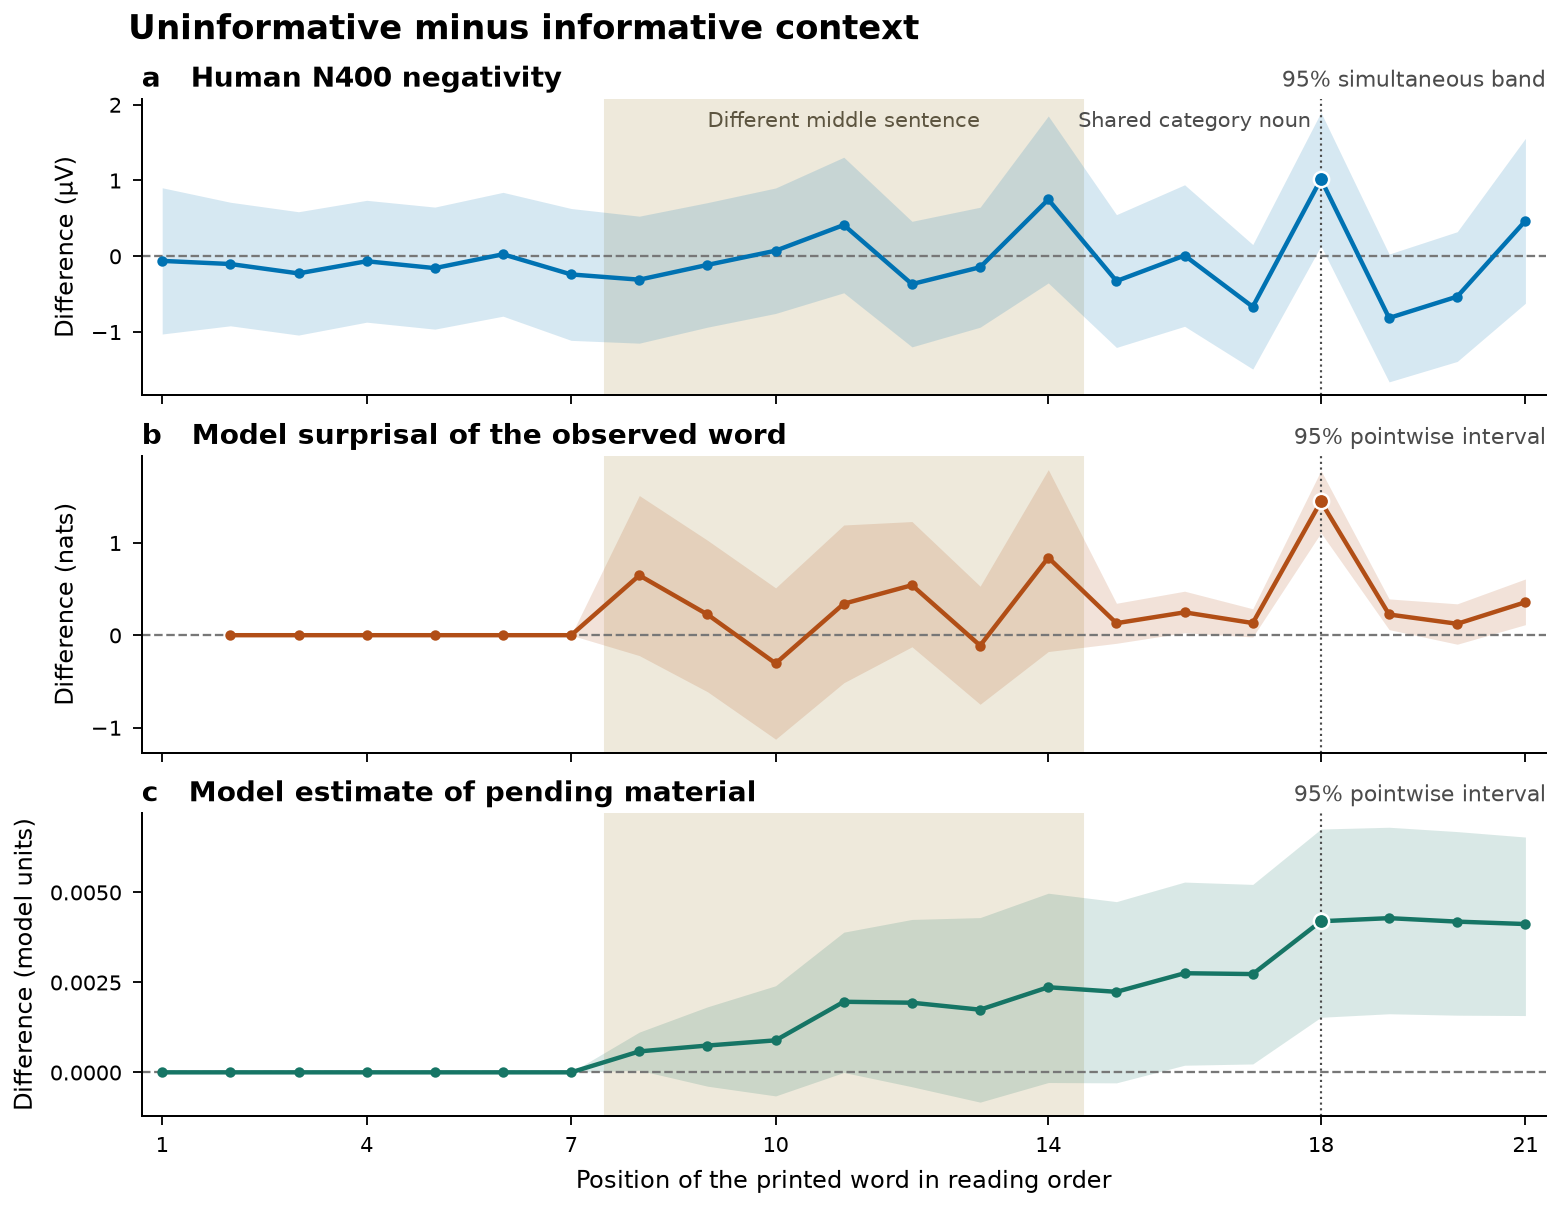 Uninformative minus informative context
a Human N400 negativity
95% simultaneous band
Different middle sentence
Shared category noun
Difference (µV)
2
1
0
−1
b Model surprisal of the observed word
95% pointwise interval
Difference (nats)
1
0
−1
c Model estimate of pending material
95% pointwise interval
Difference (model units)
0.0050
0.0025
0.0000
1 4 7 10 14 18 21
Position of the printed word in reading order